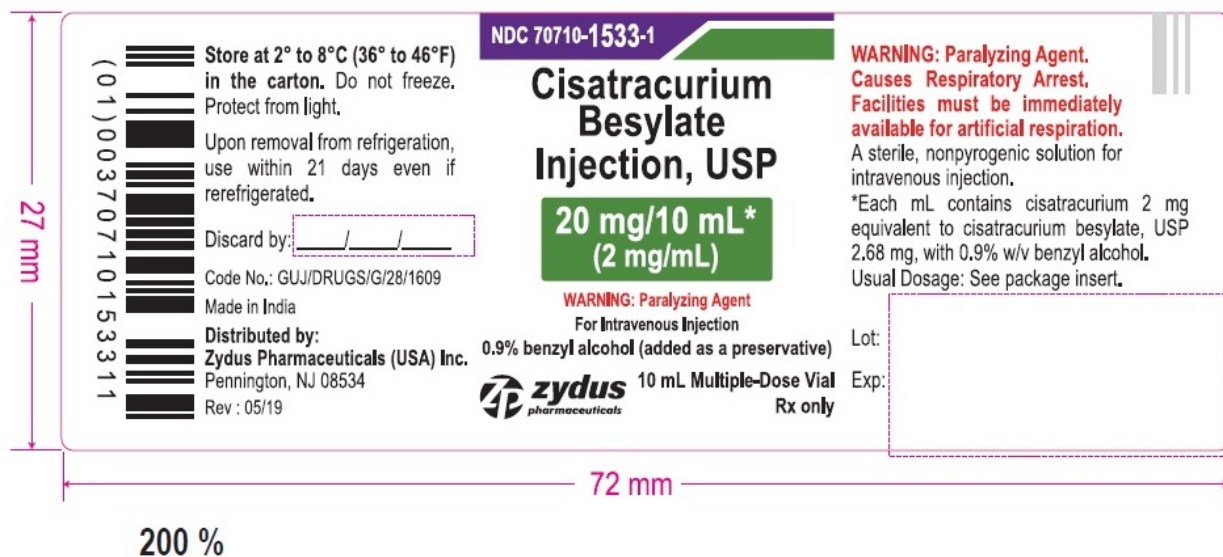 (01)00370710153311
Store at 2° to 8°C (36° to 46°F)
in the carton. Do not freeze.
Protect from light.
Upon removal from refrigeration,
use within 21 days even if
rerefrigerated.
Discard by: ____/____/____
Code No.: GUJ/DRUGS/G/28/1609
Made in India
Distributed by:
Zydus Pharmaceuticals (USA) Inc.
Pennington, NJ 08534
Rev : 05/19
NDC 70710-1533-1
Cisatracurium
Besylate
Injection, USP
20 mg/10 mL*
(2 mg/mL)
WARNING: Paralyzing Agent
For Intravenous Injection
0.9% benzyl alcohol (added as a preservative)
zydus
pharmaceuticals
10 mL Multiple-Dose Vial
Rx only
WARNING: Paralyzing Agent.
Causes Respiratory Arrest.
Facilities must be immediately
available for artificial respiration.
A sterile, nonpyrogenic solution for
intravenous injection.
*Each mL contains cisatracurium 2 mg
equivalent to cisatracurium besylate, USP
2.68 mg, with 0.9% w/v benzyl alcohol.
Usual Dosage: See package insert.
Lot:
Exp:
27 mm
72 mm
200 %